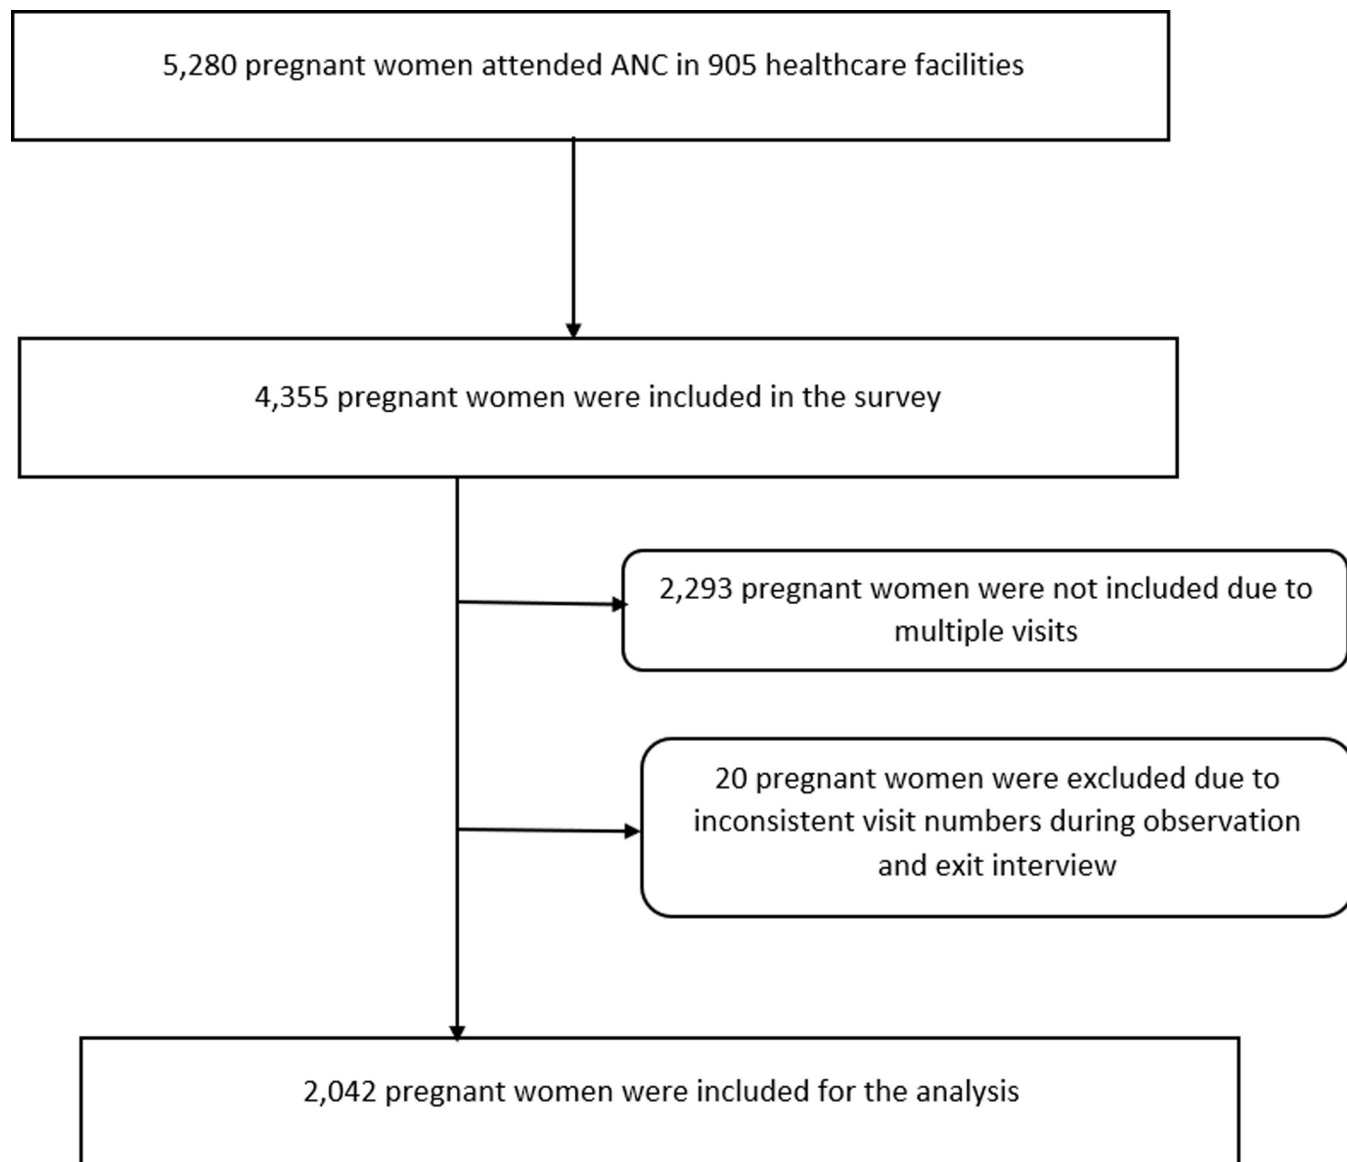 5,280 pregnant women attended ANC in 905 healthcare facilities
4,355 pregnant women were included in the survey
2,293 pregnant women were not included due to
multiple visits
20 pregnant women were excluded due to
inconsistent visit numbers during observation
and exit interview
2,042 pregnant women were included for the analysis